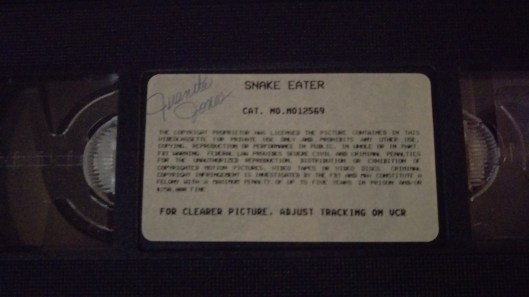 Juanita
Jones
SNAKE EATER
CAT. NO.MO12569
THE COPYRIGHT PROPRIETOR HAS LICENSED THE PICTURE CONTAINED IN THIS
VIDEOCASSETTE FOR PRIVATE USE ONLY AND PROHIBITS ANY OTHER USE,
COPYING, REPRODUCTION OR PERFORMANCE IN PUBLIC, IN WHOLE OR IN PART.
FBI WARNING: FEDERAL LAW PROVIDES SEVERE CIVIL AND CRIMINAL PENALTIES
FOR THE UNAUTHORIZED REPRODUCTION, DISTRIBUTION OR EXHIBITION OF
COPYRIGHTED MOTION PICTURES, VIDEO TAPES OR VIDEO DISCS. CRIMINAL
COPYRIGHT INFRINGEMENT IS INVESTIGATED BY THE FBI AND MAY CONSTITUTE A
FELONY WITH A MAXIMUM PENALTY OF UP TO FIVE YEARS IN PRISON AND/OR
FINE
FOR CLEARER PICTURE, ADJUST TRACKING ON VCR